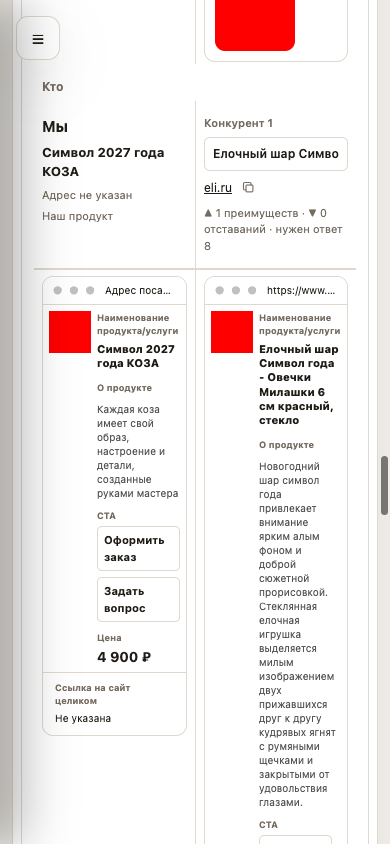 ☰
Кто
Мы
Символ 2027 года
КОЗА
Адрес не указан
Наш продукт
Конкурент 1
Елочный шар Симво
eli.ru
▲ 1 преимуществ · ▼ 0
отставаний · нужен ответ
8
Адрес поса...
Наименование
продукта/услуги
Символ 2027
года КОЗА
О продукте
Каждая коза
имеет свой
образ,
настроение и
детали,
созданные
руками мастера
CTA
Оформить
заказ
Задать
вопрос
Цена
4 900 ₽
Ссылка на сайт
целиком
Не указана
https://www....
Наименование
продукта/услуги
Елочный шар
Символ года
- Овечки
Милашки 6
см красный,
стекло
О продукте
Новогодний
шар символ
года
привлекает
внимание
ярким алым
фоном и
доброй
сюжетной
прорисовкой.
Стеклянная
елочная
игрушка
выделяется
милым
изображением
двух
прижавшихся
друг к другу
кудрявых ягнят
с румяными
щечками и
закрытыми от
удовольствия
глазами.
CTA